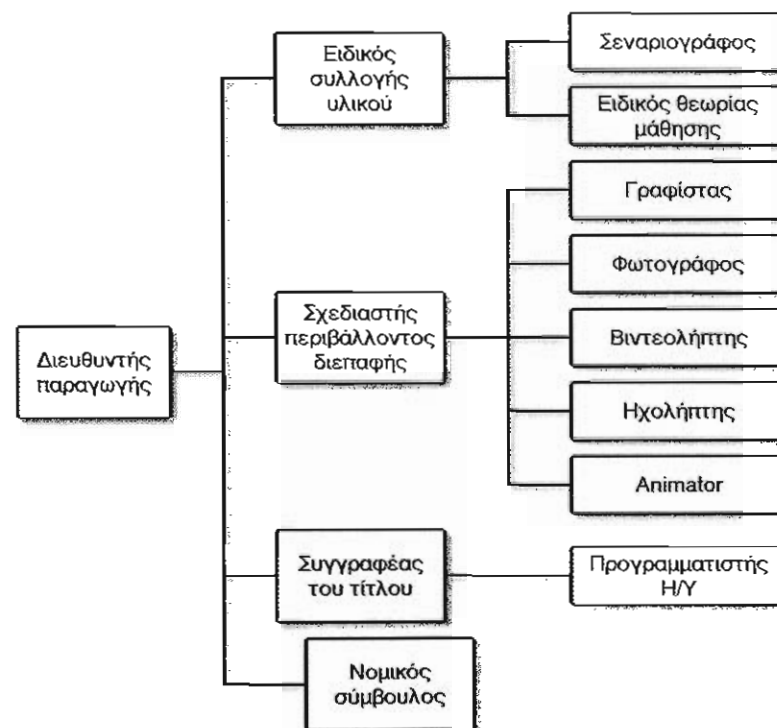 Διευθυντής
παραγωγής
Ειδικός
συλλογής
υλικού
Σεναριογράφος
Ειδικός θεωρίας
μάθησης
Σχεδιαστής
περιβάλλοντος
διεπαφής
Γραφίστας
Φωτογράφος
Βιντεολήπτης
Ηχολήπτης
Animator
Συγγραφέας
του τίτλου
Προγραμματιστής
Η/Υ
Νομικός
σύμβουλος